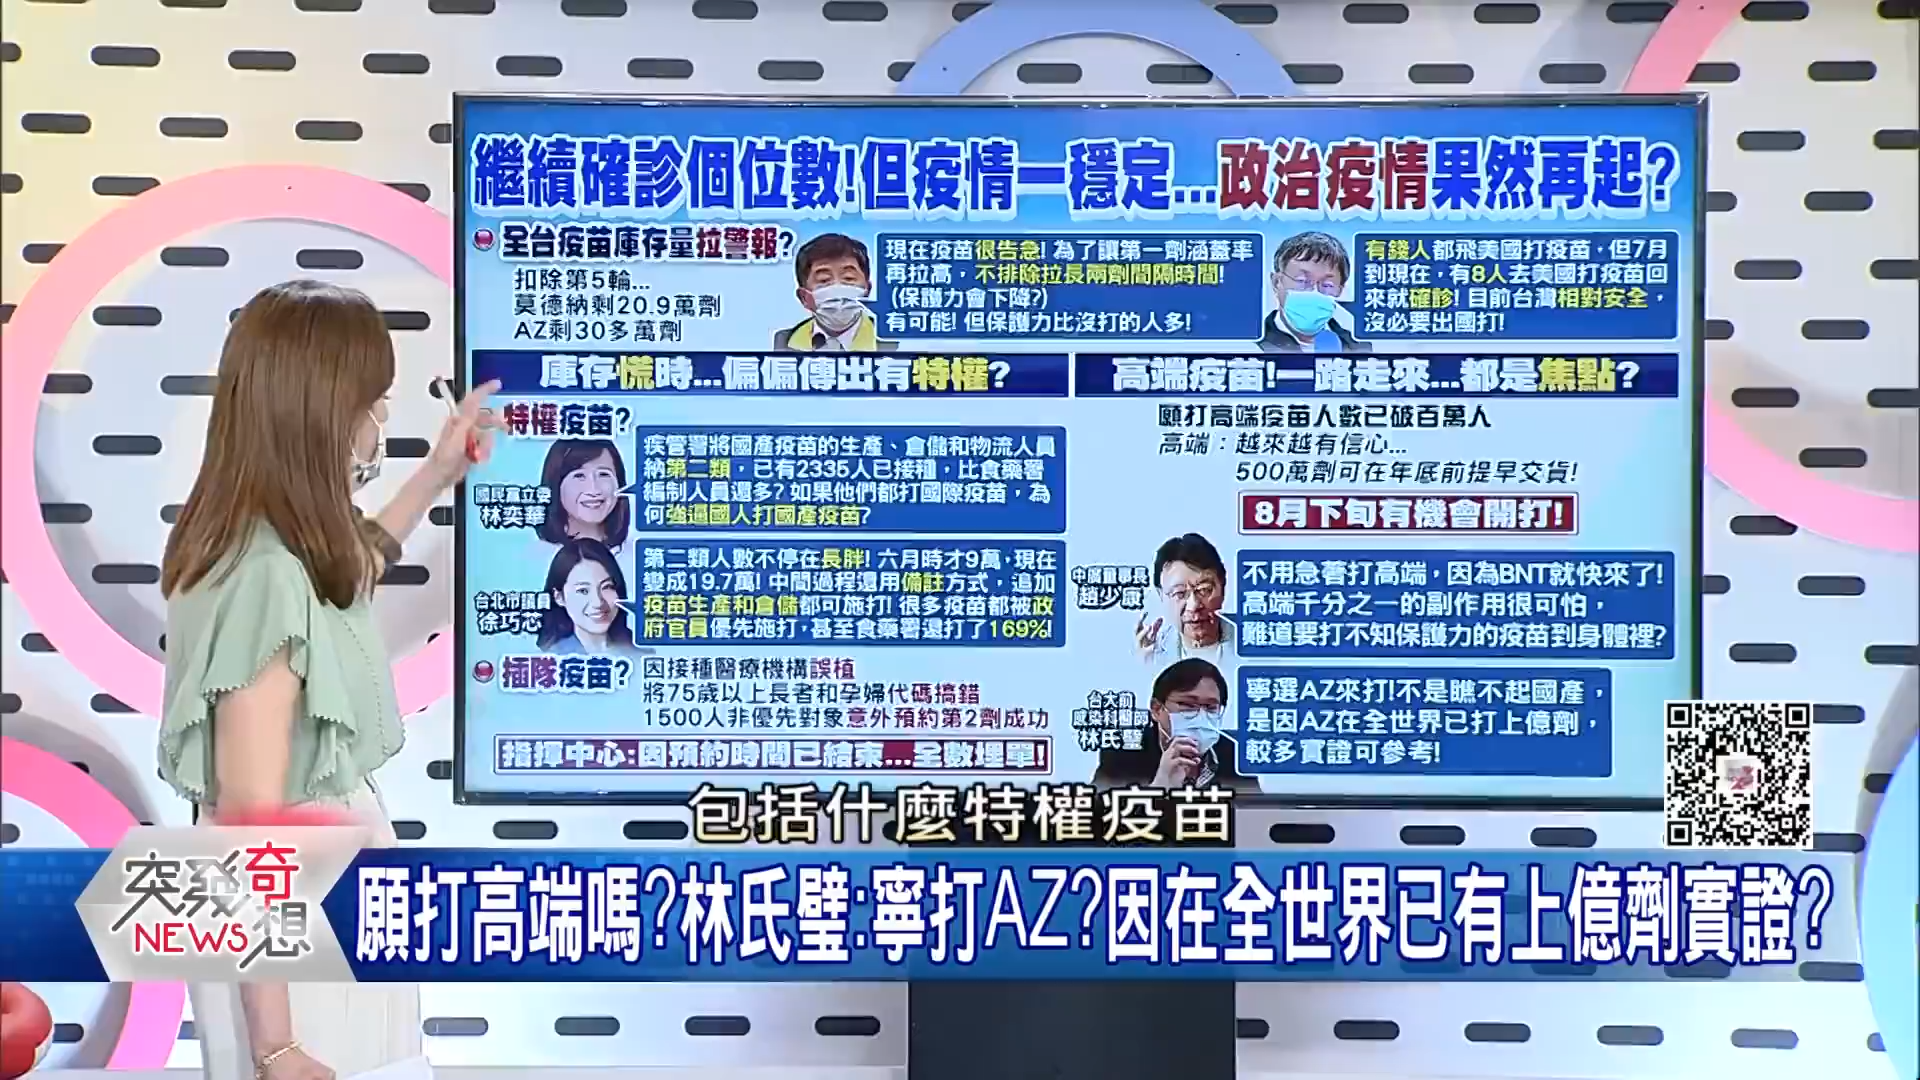 繼續確診個位數!但疫情一穩定...政治疫情果然再起?
全台疫苗庫存量拉警報?
扣除第5輪...
莫德納剩20.9萬劑
AZ剩30多萬劑
現在疫苗很告急! 為了讓第一劑涵蓋率
再拉高，不排除拉長兩劑間隔時間!
(保護力會下降?)
有可能! 但保護力比沒打的人多!
有錢人都飛美國打疫苗，但7月
到現在，有8人去美國打疫苗回
來就確診! 目前台灣相對安全，
沒必要出國打!
庫存慌時...偏偏傳出有特權?
特權疫苗?
國民黨立委
林奕華
疾管署將國產疫苗的生產、倉儲和物流人員
納第二類，已有2335人已接種，比食藥署
編制人員還多? 如果他們都打國際疫苗，為
何強逼國人打國產疫苗?
台北市議員
徐巧芯
第二類人數不停在長胖! 六月時才9萬，現在
變成19.7萬! 中間過程還用備註方式，追加
疫苗生產和倉儲都可施打! 很多疫苗都被政
府官員優先施打，甚至食藥署還打了169%!
插隊疫苗?
因接種醫療機構誤植
將75歲以上長者和孕婦代碼搞錯
1500人非優先對象意外預約第2劑成功
指揮中心:因預約時間已結束...全數埋單!
高端疫苗!一路走來...都是焦點?
願打高端疫苗人數已破百萬人
高端：越來越有信心...
500萬劑可在年底前提早交貨!
8月下旬有機會開打!
中廣董事長
趙少康
不用急著打高端，因為BNT就快來了!
高端千分之一的副作用很可怕，
難道要打不知保護力的疫苗到身體裡?
台大前
感染科醫師
林氏璧
寧選AZ來打!不是瞧不起國產，
是因AZ在全世界已打上億劑，
較多實證可參考!
包括什麼特權疫苗
突發奇想
NEWS
願打高端嗎?林氏璧:寧打AZ?因在全世界已有上億劑實證?